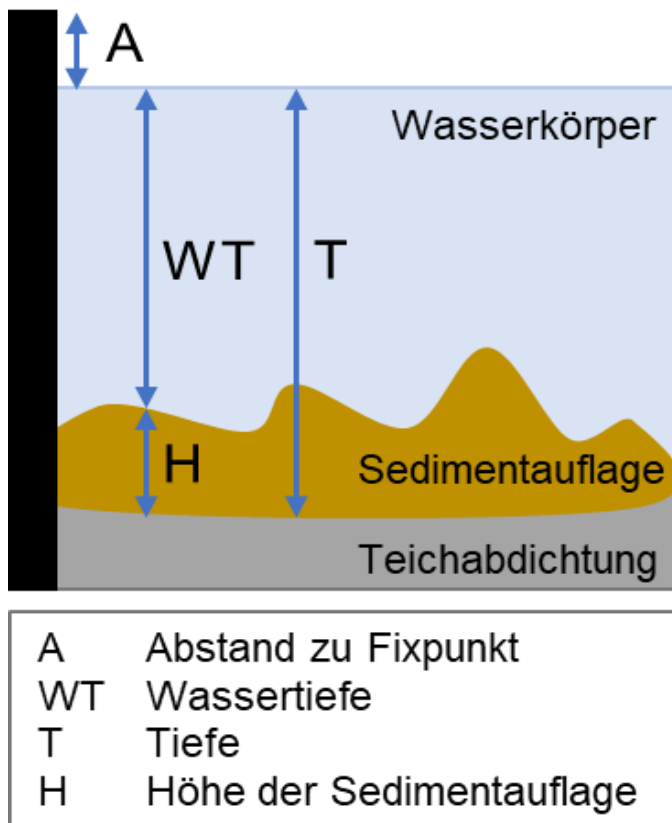 A
Wasserkörper
WT T
H Sedimentauflage
Teichabdichtung
A Abstand zu Fixpunkt
WT Wassertiefe
T Tiefe
H Höhe der Sedimentauflage